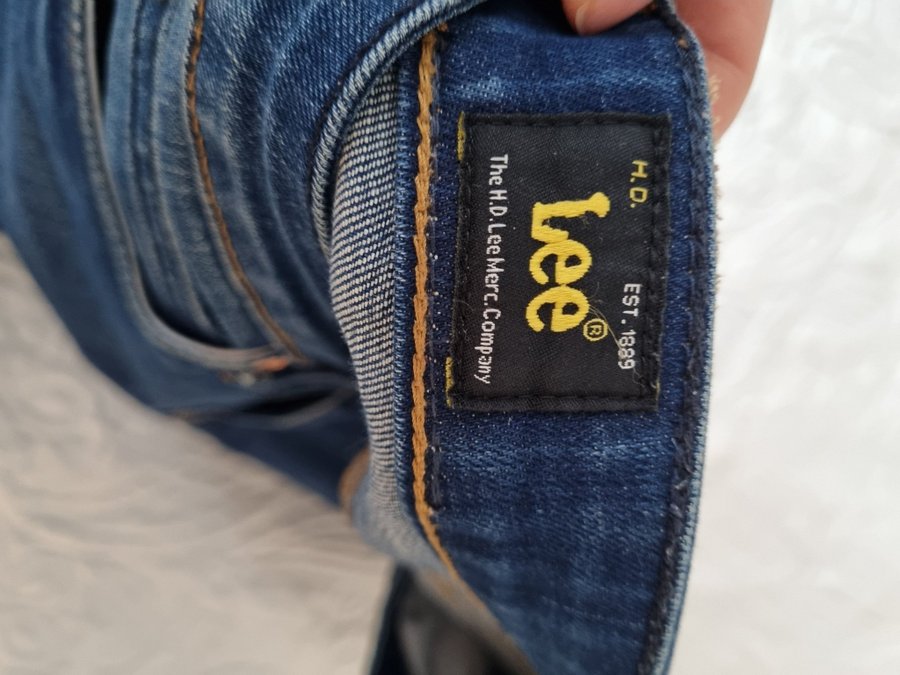 H.D.
EST. 1889
Lee®
The H.D. Lee Merc. Company